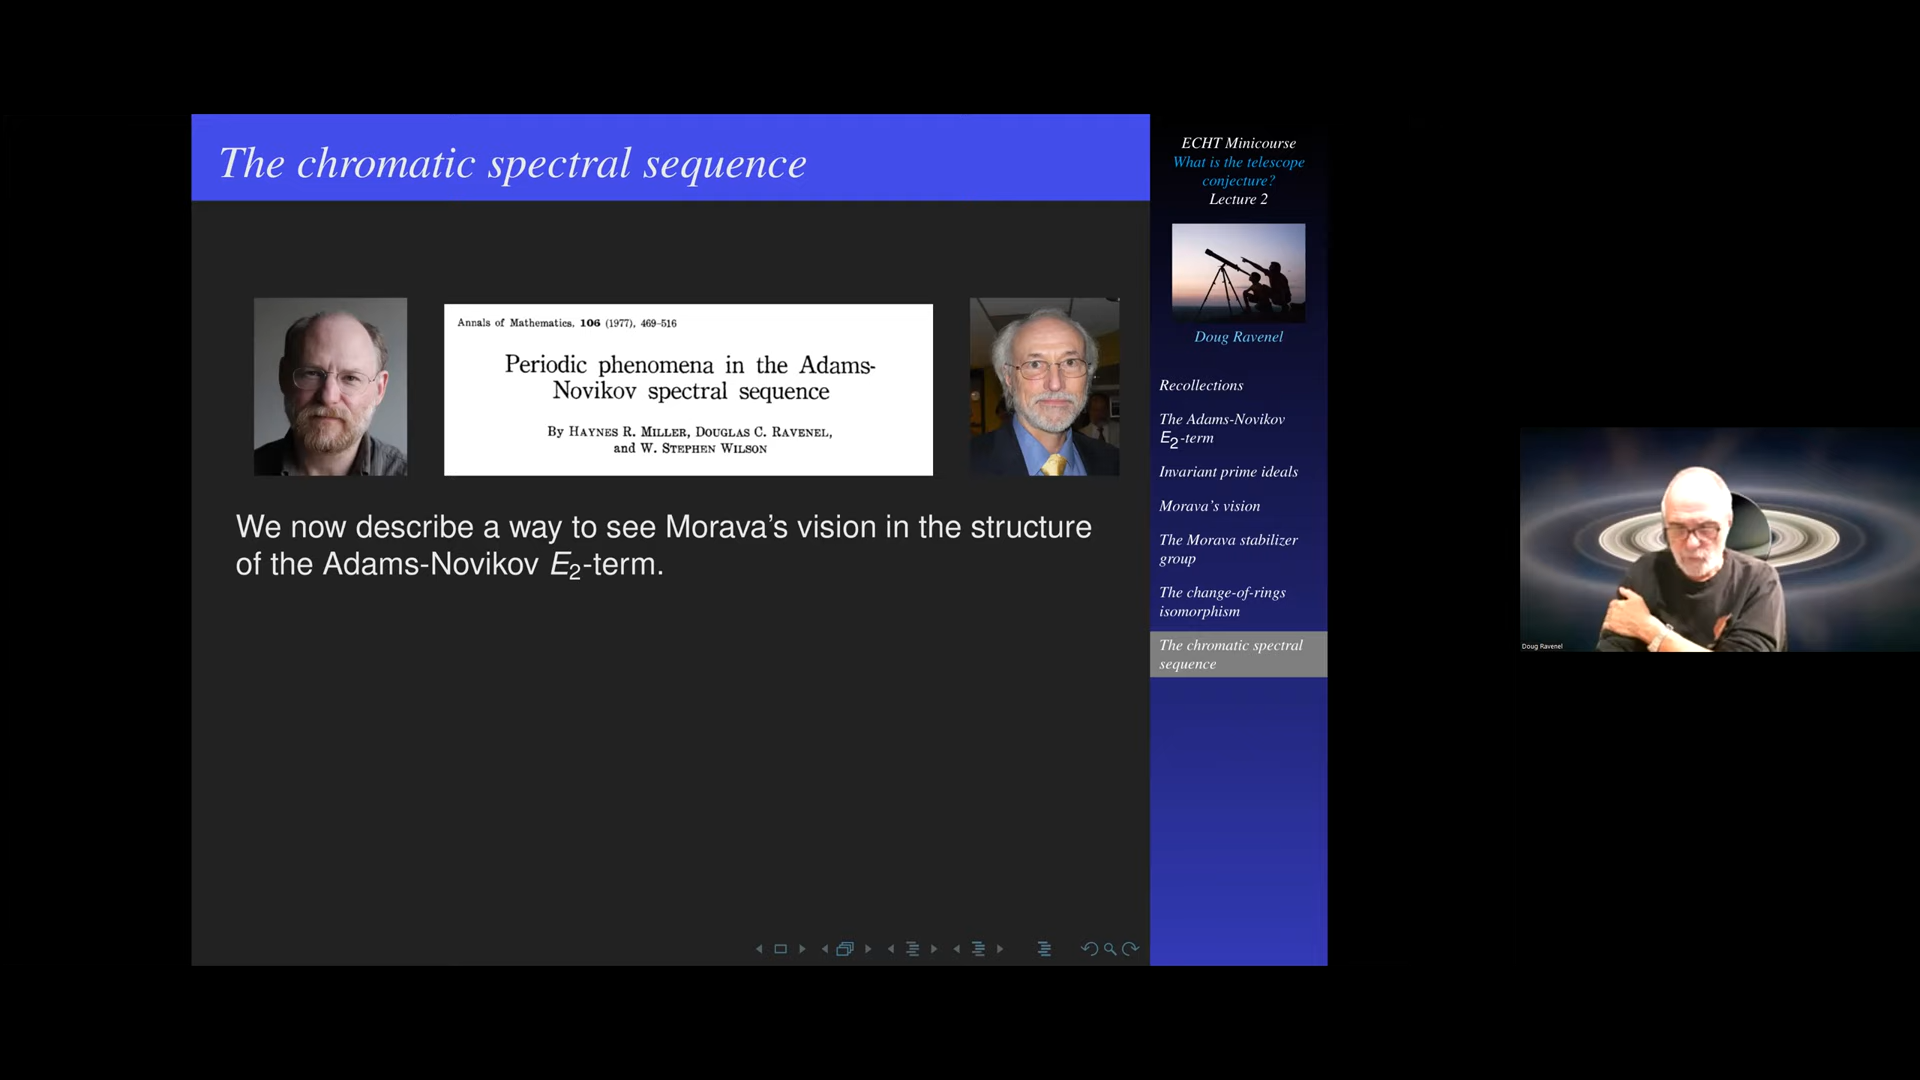 The chromatic spectral sequence
Annals of Mathematics, 106 (1977), 469-516
Periodic phenomena in the Adams-
Novikov spectral sequence
By HAYNES R. MILLER, DOUGLAS C. RAVENEL,
and W. STEPHEN WILSON
We now describe a way to see Morava's vision in the structure
of the Adams-Novikov E2-term.
ECHT Minicourse
What is the telescope
conjecture?
Lecture 2
Doug Ravenel
Recollections
The Adams-Novikov
E2-term
Invariant prime ideals
Morava's vision
The Morava stabilizer
group
The change-of-rings
isomorphism
The chromatic spectral
sequence
Doug Ravenel